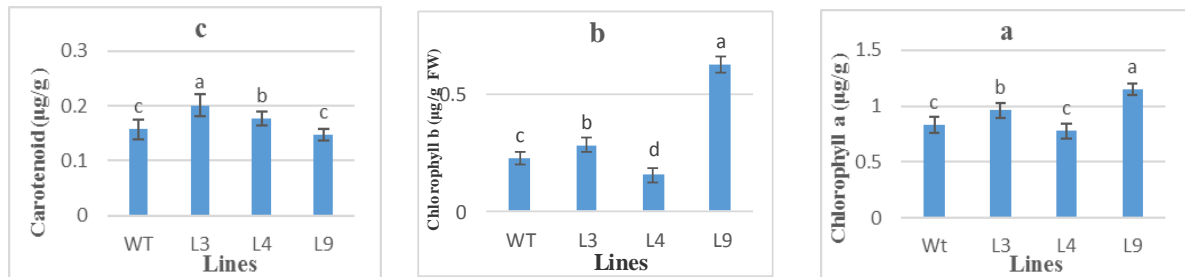 c
Carotenoid (µg/g )
0.3
0.2
0.1
0
c
a
b
c
WT L3 L4 L9
Lines
b
Chlorophyll b (µg/g FW)
0.5
0
c
b
d
a
WT L3 L4 L9
Lines
a
Chlorophyll a (µg/g)
1.5
1
0.5
0
c
b
c
a
Wt L3 L4 L9
Lines